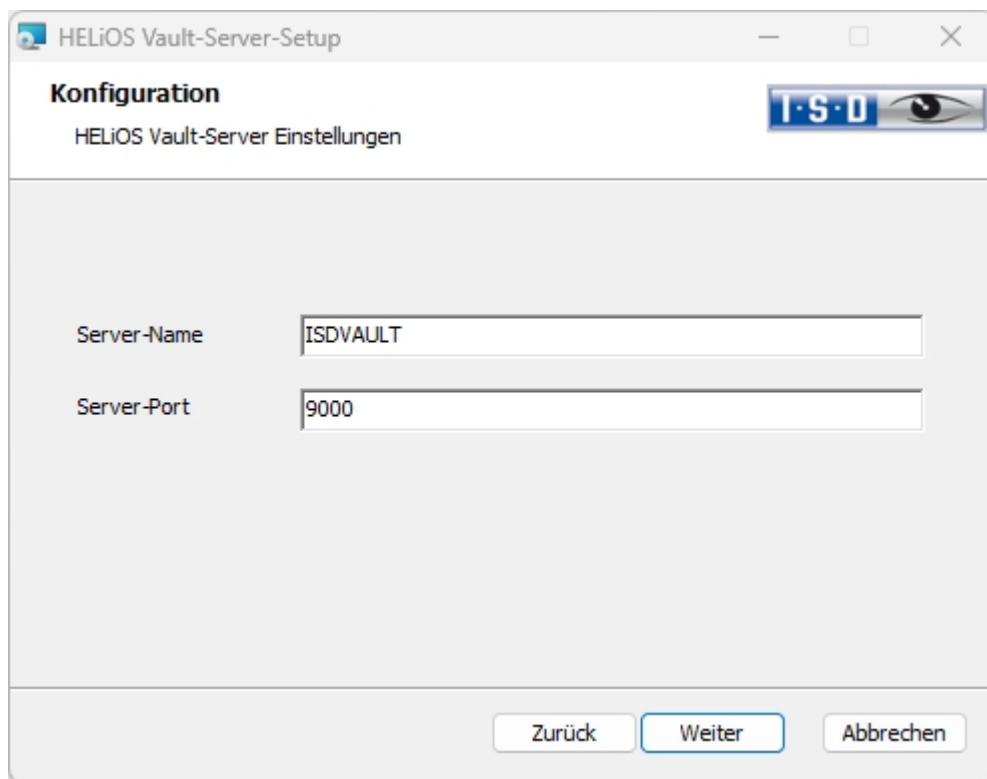 HELiOS Vault-Server-Setup
Konfiguration
I·S·D
HELiOS Vault-Server Einstellungen
Server-Name ISDVAULT
Server-Port 9000
Zurück Weiter Abbrechen